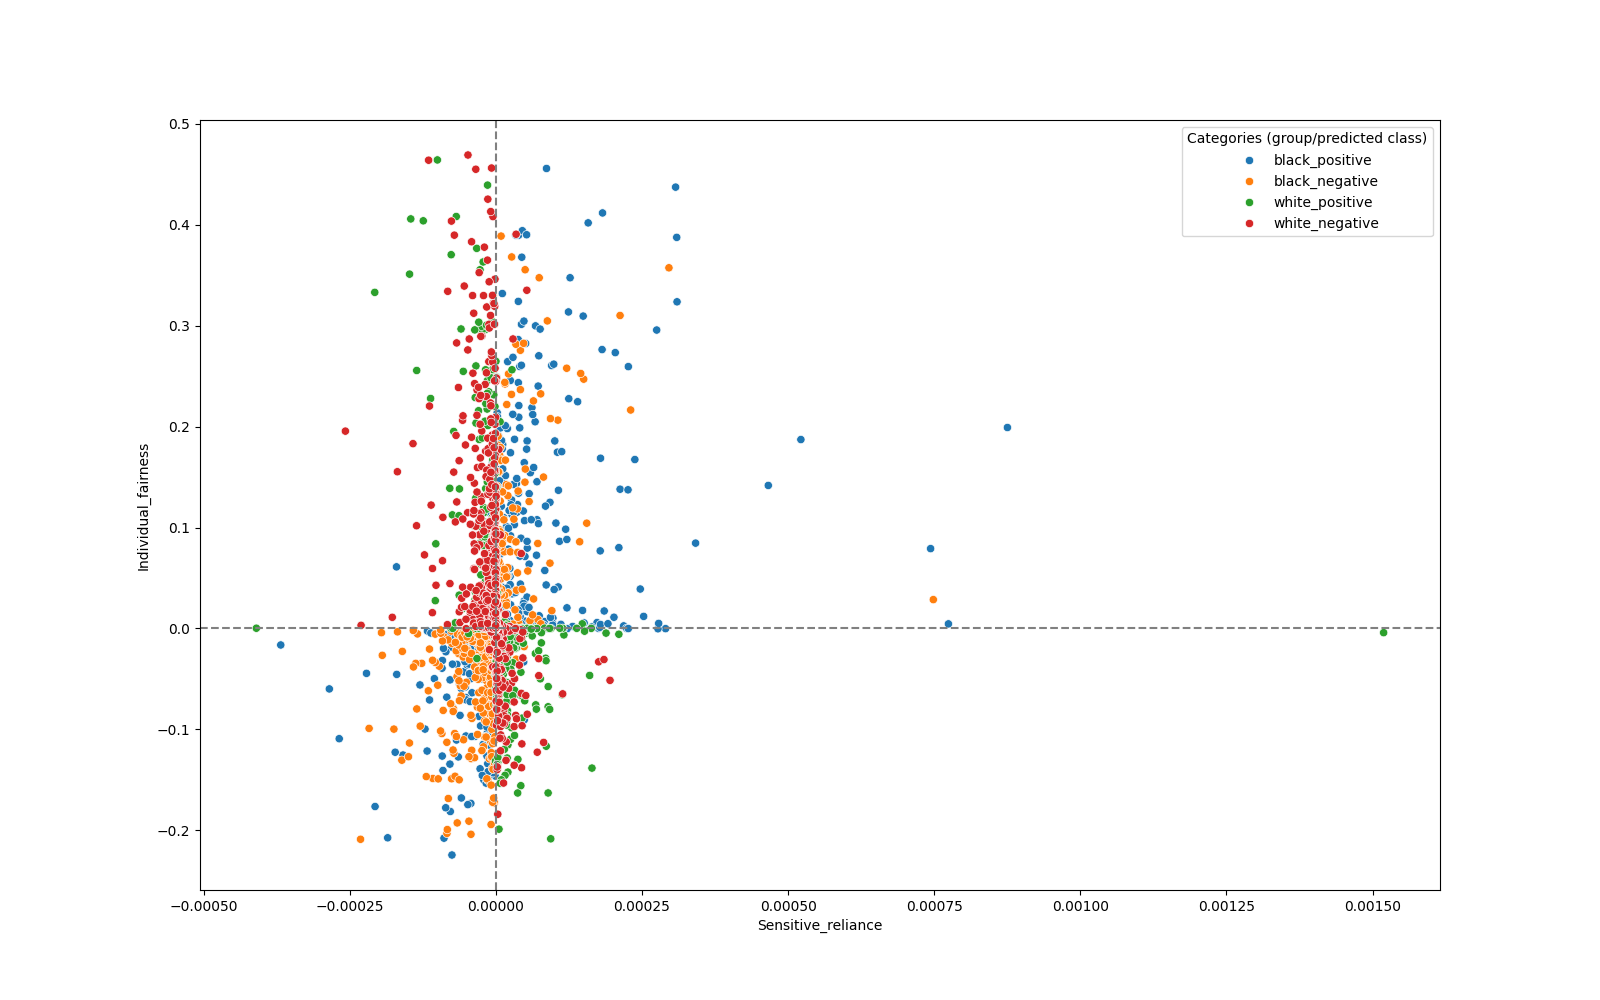 Categories (group/predicted class)
black_positive
black_negative
white_positive
white_negative
0.5
0.4
0.3
0.2
0.1
0.0
−0.1
−0.2
Individual_fairness
−0.00050
−0.00025
0.00000
0.00025
0.00050
0.00075
0.00100
0.00125
0.00150
Sensitive_reliance